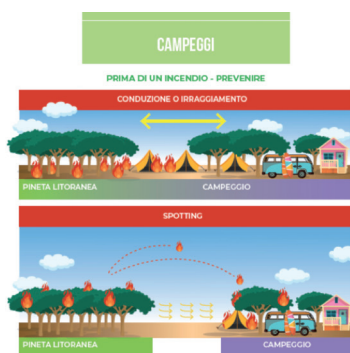 CAMPEGGI
PRIMA DI UN INCENDIO - PREVENIRE
CONDUZIONE O IRRAGGIAMENTO
PINETA LITORANEA
CAMPEGGIO
SPOTTING
PINETA LITORANEA
CAMPEGGIO